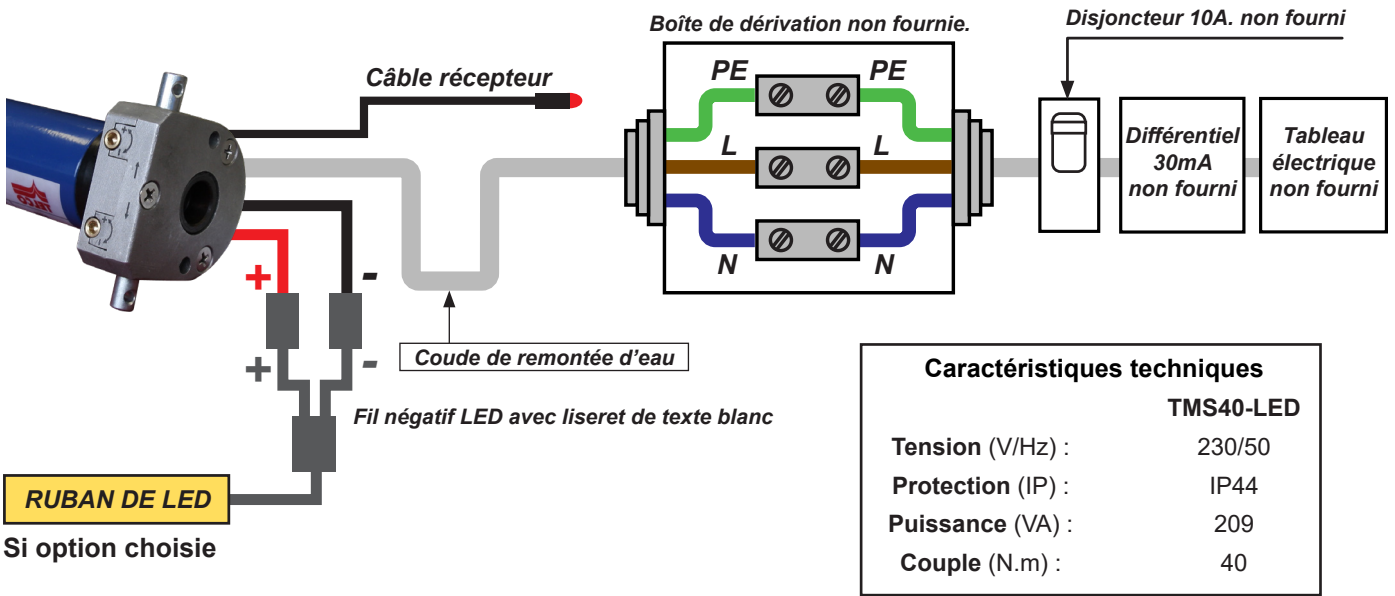 Boîte de dérivation non fournie.
Disjoncteur 10A. non fourni
Câble récepteur
PE
PE
L
L
N
N
Différentiel
30mA
non fourni
Tableau
électrique
non fourni
+
-
+
-
Coude de remontée d'eau
Fil négatif LED avec liseret de texte blanc
RUBAN DE LED
Si option choisie
Caractéristiques techniques
TMS40-LED
Tension (V/Hz) : 230/50
Protection (IP) : IP44
Puissance (VA) : 209
Couple (N.m) : 40